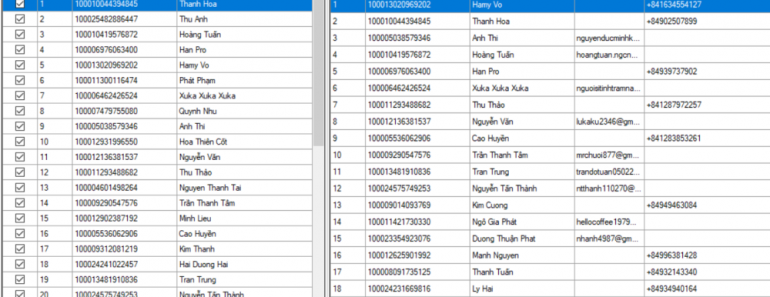 1 100010044394845 Thanh Hoa
2 100025482886447 Thu Anh
3 100010419576872 Hoàng Tuấn
4 100006976063400 Han Pro
5 100013020969202 Hamy Vo
6 100011300116474 Phát Phạm
7 100006462426524 Xuka Xuka Xuka
8 100007479755080 Quynh Nhu
9 100005038579346 Anh Thi
10 100012931996550 Hoa Thiên Cốt
11 100012136381537 Nguyễn Văn
12 100011293488682 Thu Thảo
13 100004601498264 Nguyen Thanh Tai
14 100009290547576 Trần Thanh Tâm
15 100012902387192 Minh Lieu
16 100005536062906 Cao Huyền
17 100009312081219 Kim Thanh
18 100024241022457 Hai Duong Hai
19 100013481910836 Tran Trung
20 100024575749253 Nguyễn Tấn Thành
1 100013020969202 Hamy Vo +841634554127
2 100010044394845 Thanh Hoa +84902507899
3 100005038579346 Anh Thi nguyenducminhk...
4 100010419576872 Hoàng Tuấn hoangtuan.ngcn...
5 100006976063400 Han Pro +84939737902
6 100006462426524 Xuka Xuka Xuka nguoisitinhtramna...
7 100011293488682 Thu Thảo +841287972257
8 100012136381537 Nguyễn Văn lukaku2346@gm...
9 100005536062906 Cao Huyền +841283853261
10 100009290547576 Trần Thanh Tâm mrchuoi877@gm...
11 100013481910836 Tran Trung trandotuan05022...
12 100024575749253 Nguyễn Tấn Thành ntthanh110270@...
13 100009014093769 Kim Cuong +84949463084
14 100011421730330 Ngô Gia Phát hellocoffee1979...
15 100023354923076 Duong Thuận Phat nhanh4987@gm...
16 100012625901992 Manh Nguyen +84996381428
17 100008091735125 Thanh Tuấn +84932143340
18 100024231669816 Ly Hai +84934940164